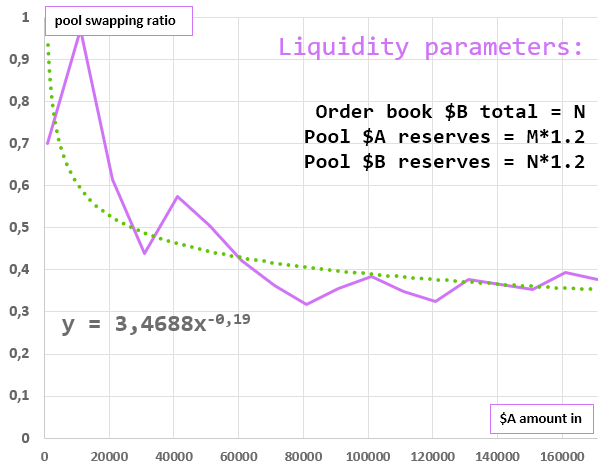 pool swapping ratio
Liquidity parameters:
Order book $B total = N
Pool $A reserves = M*1.2
Pool $B reserves = N*1.2
y = 3,4688x^-0,19
$A amount in
1
0,9
0,8
0,7
0,6
0,5
0,4
0,3
0,2
0,1
0
0 20000 40000 60000 80000 100000 120000 140000 160000